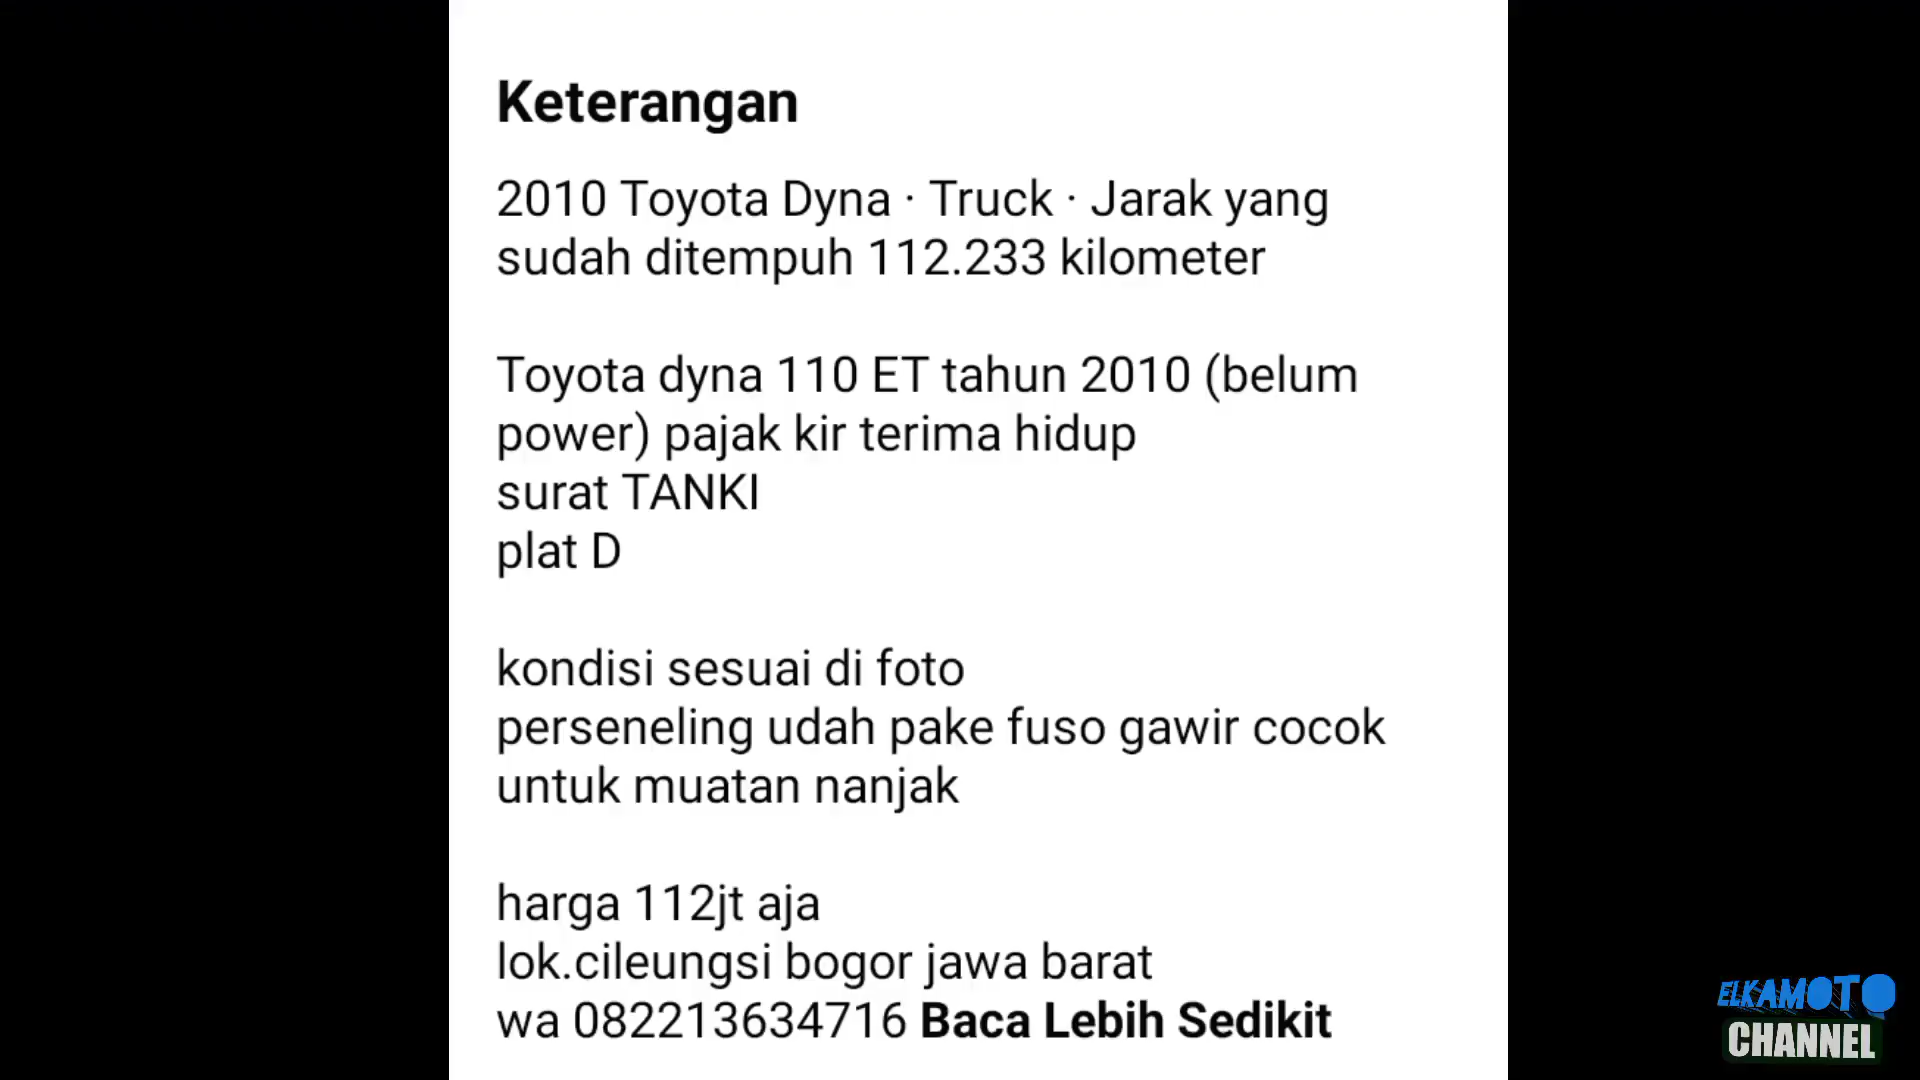 Keterangan
2010 Toyota Dyna · Truck · Jarak yang
sudah ditempuh 112.233 kilometer
Toyota dyna 110 ET tahun 2010 (belum
power) pajak kir terima hidup
surat TANKI
plat D
kondisi sesuai di foto
perseneling udah pake fuso gawir cocok
untuk muatan nanjak
harga 112jt aja
lok.cileungsi bogor jawa barat
wa 082213634716 Baca Lebih Sedikit
ELKAMOTO
CHANNEL